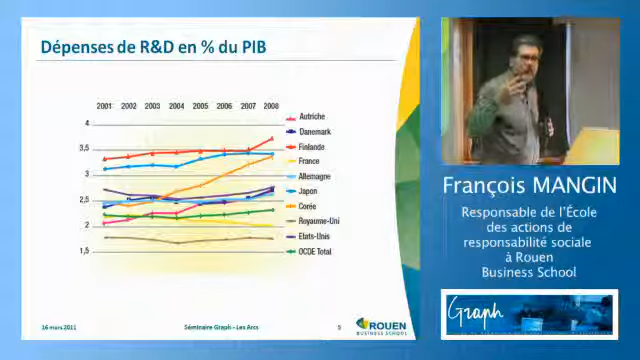 Dépenses de R&D en % du PIB
2001 2002 2003 2004 2005 2006 2007 2008
4
3,5
3
2,5
2
1,5
Autriche
Danemark
Finlande
France
Allemagne
Japon
Corée
Royaume-Uni
Etats-Unis
OCDE Total
16 mars 2011
Séminaire Graph - Les Arcs
5
ROUEN
BUSINESS SCHOOL
François MANGIN
Responsable de l'École
des actions de
responsabilité sociale
à Rouen
Business School
Graph